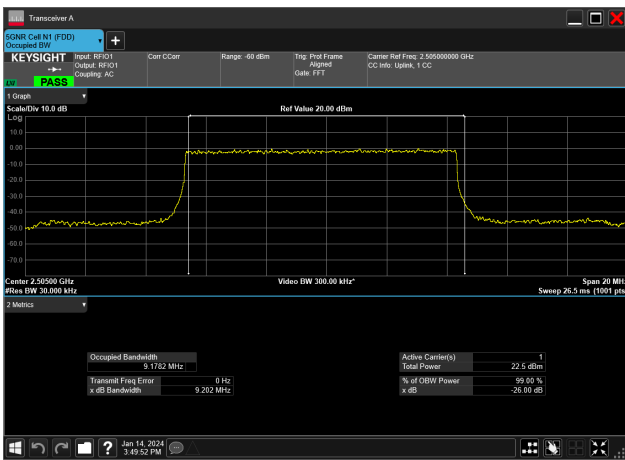 Transceiver A
5GNR Cell N1 (FDD)
Occupied BW
KEYSIGHT
LV
PASS
Input: RFIO1
Output: RFIO1
Coupling: AC
Corr CCorr
Range: -60 dBm
Trig: Prot Frame
Aligned
Gate: FFT
Carrier Ref Freq: 2.505000000 GHz
CC Info: Uplink, 1 CC
1 Graph
Scale/Div 10.0 dB
Ref Value 20.00 dBm
Log
10.0
0.00
-10.0
-20.0
-30.0
-40.0
-50.0
-60.0
-70.0
Center 2.50500 GHz
Video BW 300.00 kHz*
Span 20 MHz
#Res BW 30.000 kHz
Sweep 26.5 ms (1001 pts
2 Metrics
Occupied Bandwidth
9.1782 MHz
Transmit Freq Error 0 Hz
x dB Bandwidth 9.202 MHz
Active Carrier(s) 1
Total Power 22.5 dBm
% of OBW Power 99.00 %
x dB -26.00 dB
Jan 14, 2024
3:49:52 PM